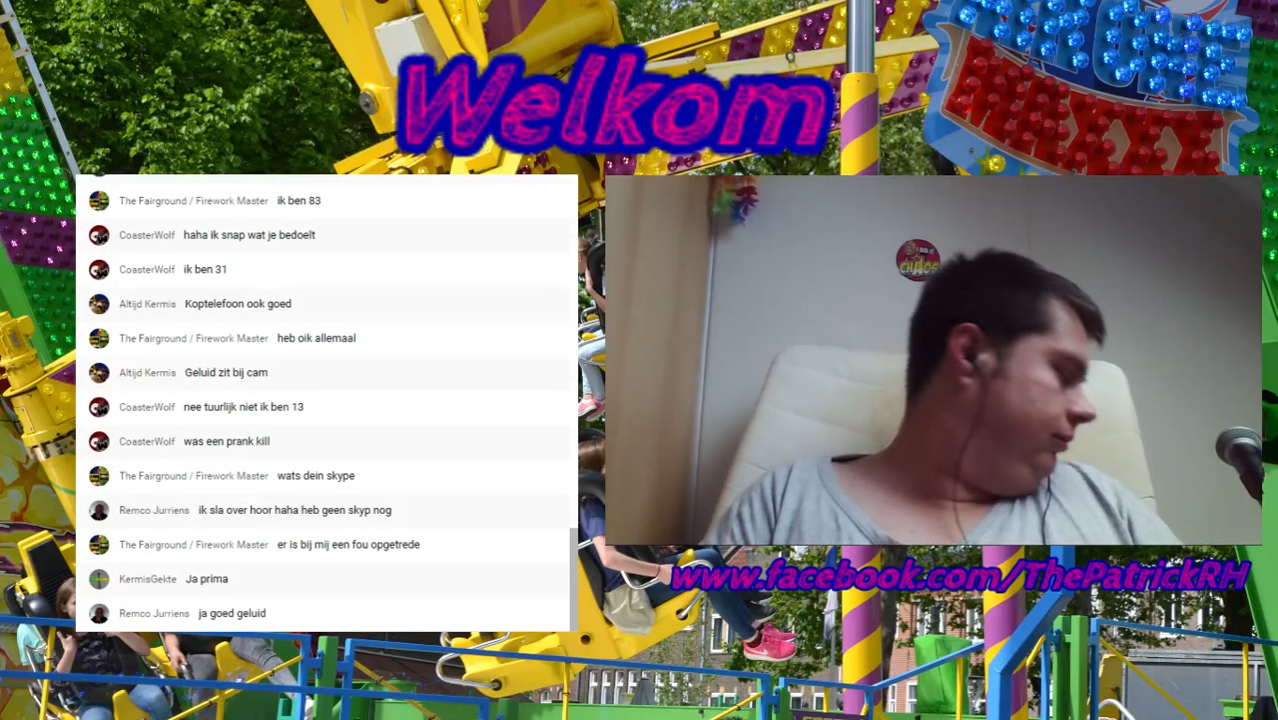 Welkom
MAXX
The Fairground / Firework Master ik ben 83
CoasterWolf haha ik snap wat je bedoelt
CoasterWolf ik ben 31
Altijd Kermis Koptelefoon ook goed
The Fairground / Firework Master heb oik allemaal
Altijd Kermis Geluid zit bij cam
CoasterWolf nee tuurlijk niet ik ben 13
CoasterWolf was een prank kill
The Fairground / Firework Master wats dein skype
Remco Jurriens ik sla over hoor haha heb geen skyp nog
The Fairground / Firework Master er is bij mij een fou opgetrede
KermisGekte Ja prima
Remco Jurriens ja goed geluid
CHAOS
www.facebook.com/ThePatrickRH